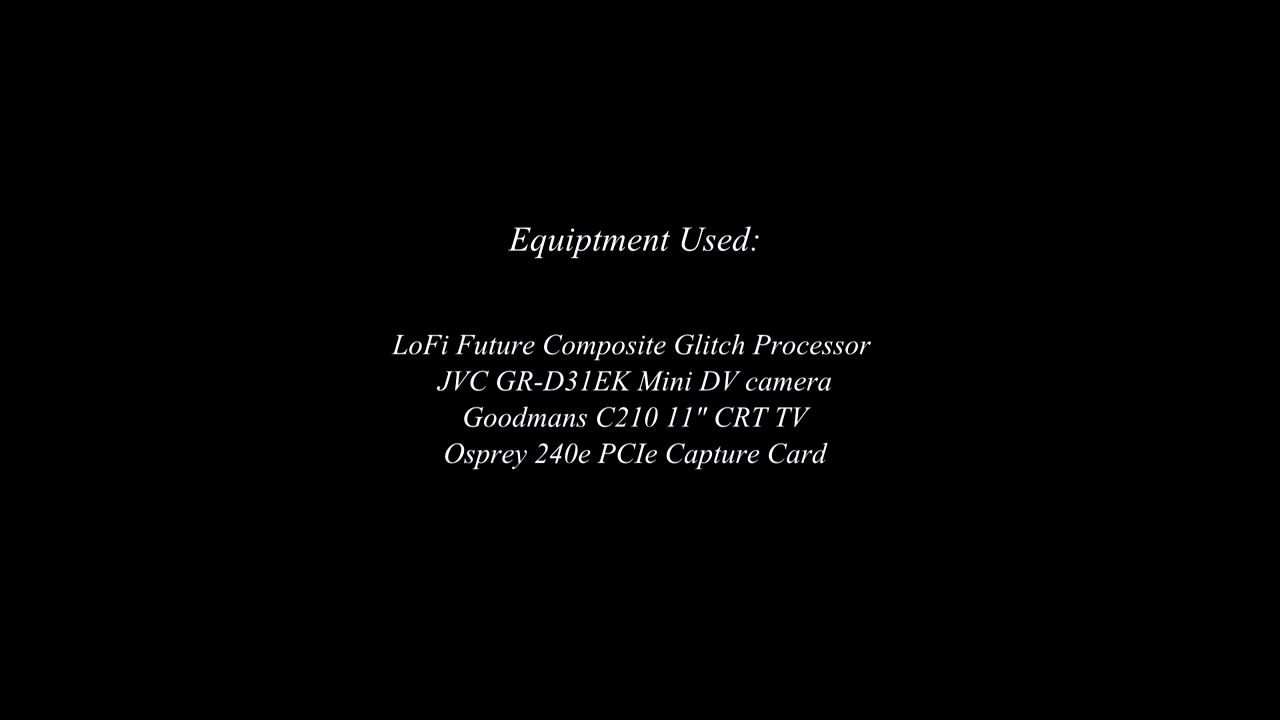 Equiptment Used:
LoFi Future Composite Glitch Processor
JVC GR-D31EK Mini DV camera
Goodmans C210 11" CRT TV
Osprey 240e PCIe Capture Card